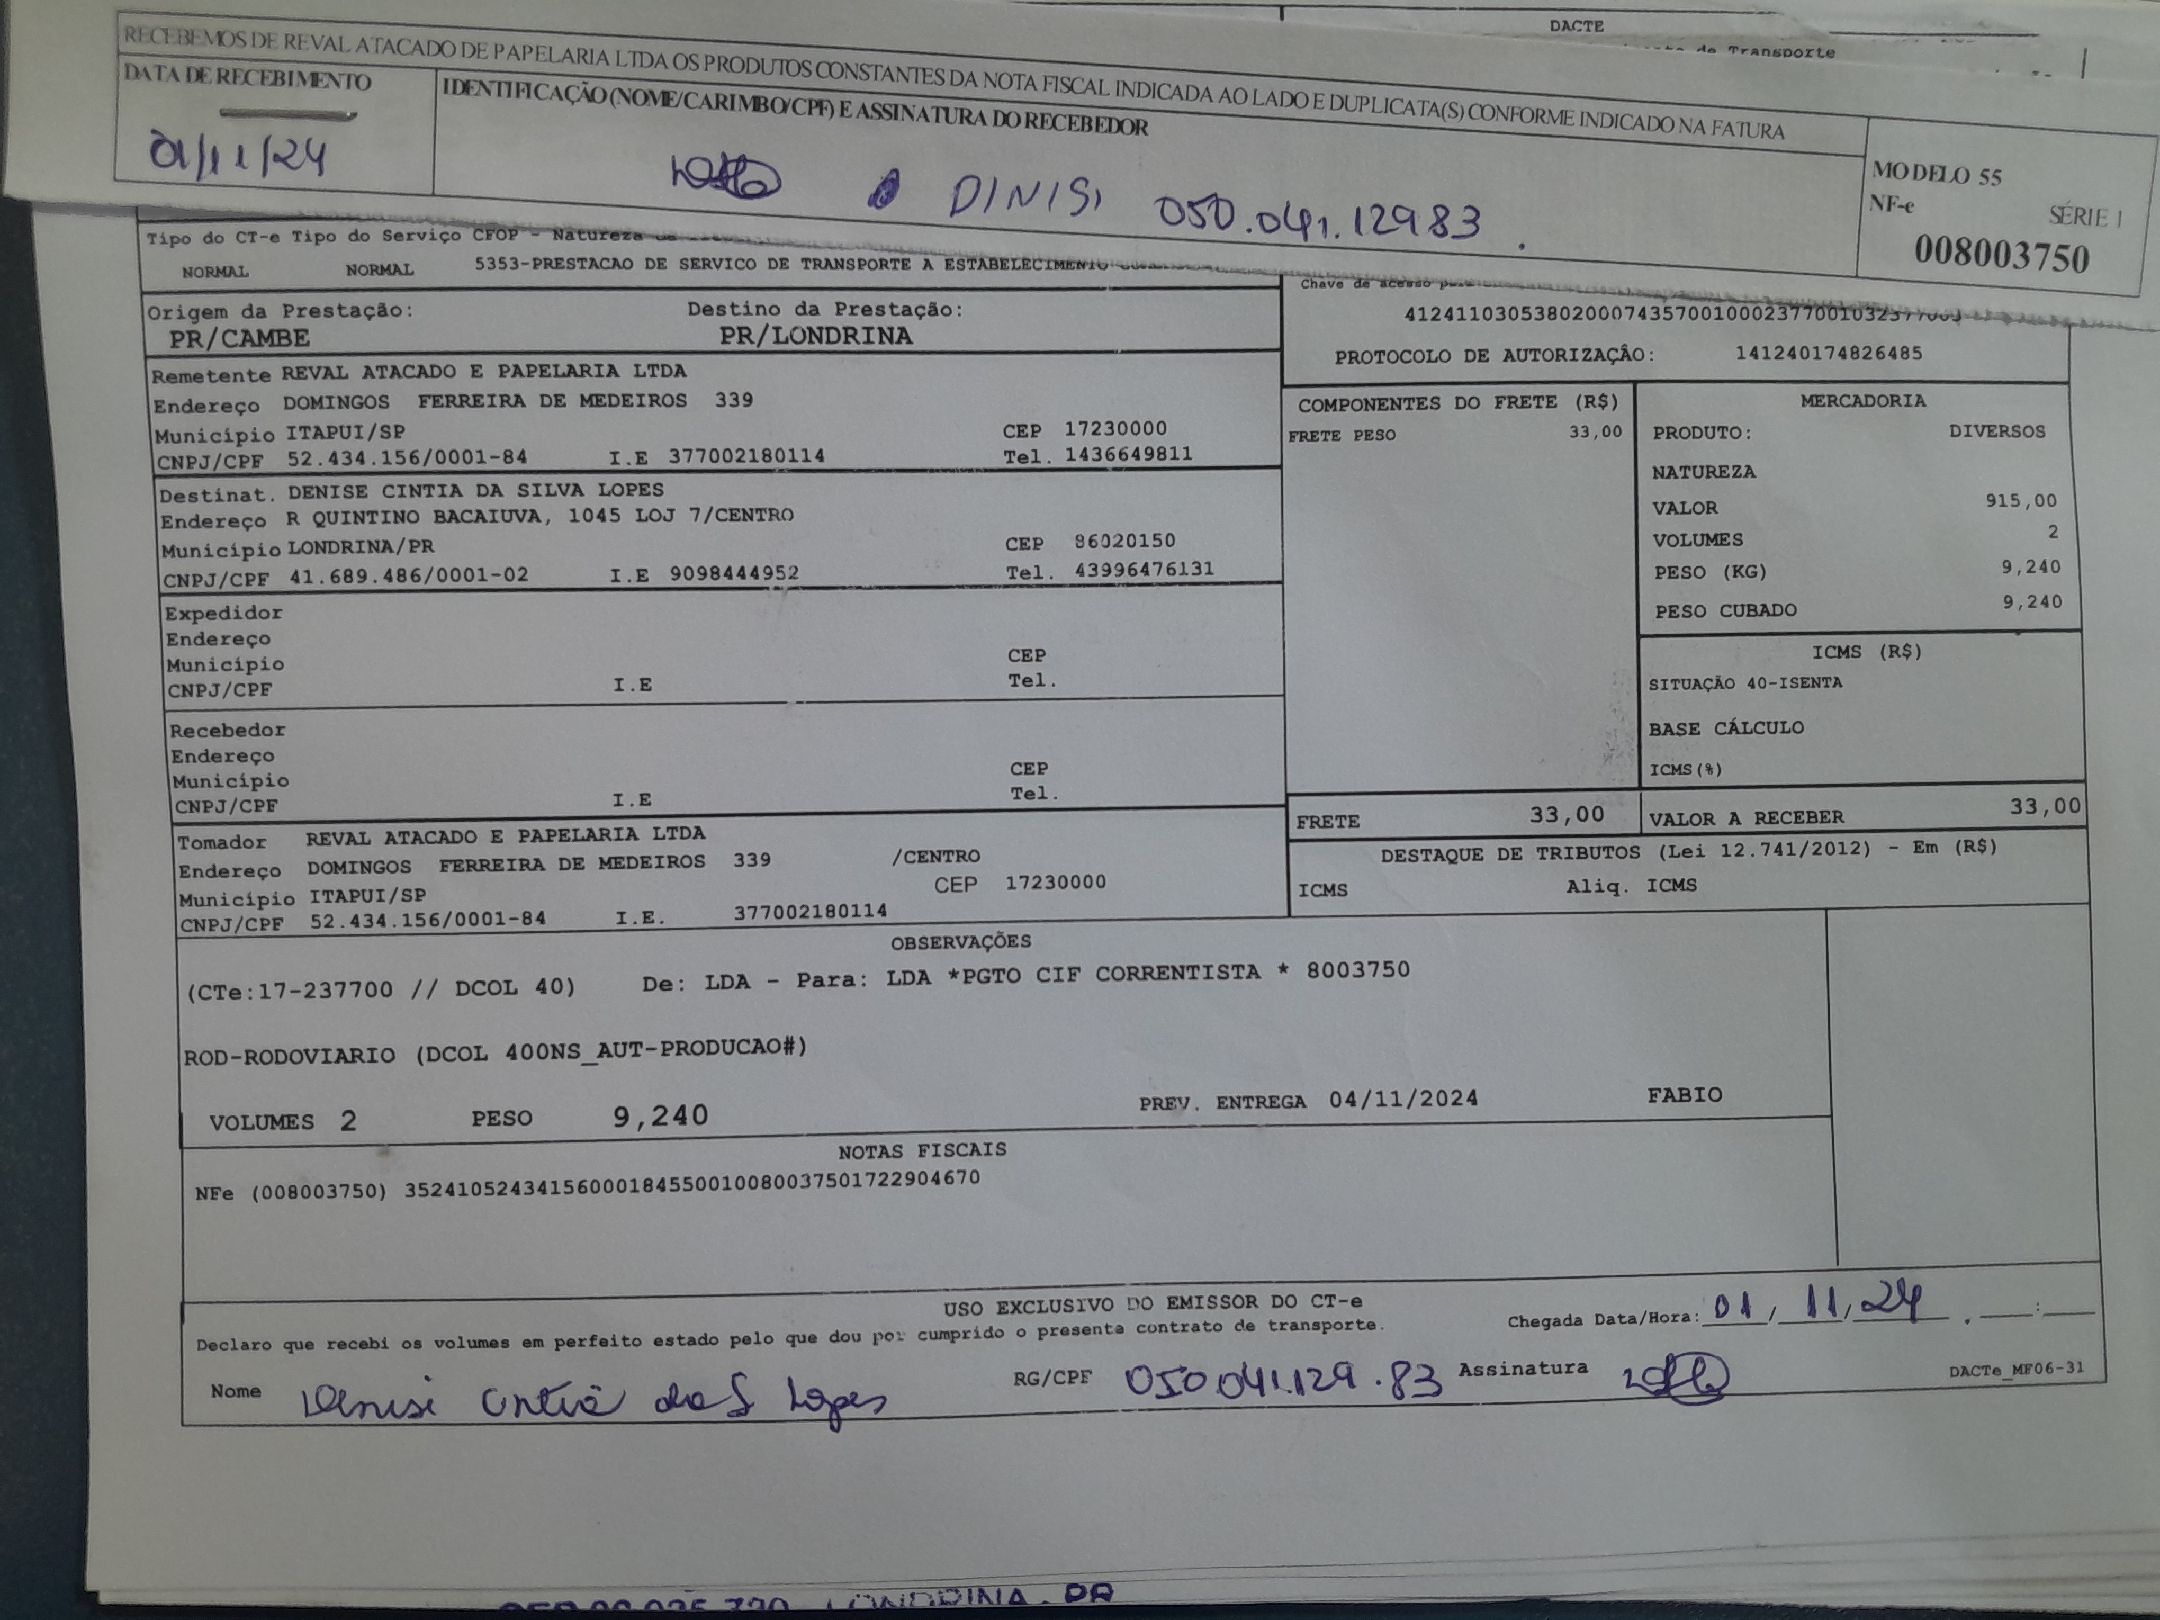 DACTE
de Transporte
RECEBEMOS DE REVAL ATACADO DE PAPELARIA LTDA OS PRODUTOS CONSTANTES DA NOTA FISCAL INDICADA AO LADO E DUPLICATA(S) CONFORME INDICADO NA FATURA
DATA DE RECEBIMENTO
IDENTIFICAÇÃO (NOME/CARIMBO/CPF) E ASSINATURA DO RECEBEDOR
01/11/24
DINISI 050.041.12983
MODELO 55
NF-e
SÉRIE 1
008003750
Tipo do CT-e Tipo do Serviço CFOP - Natureza
NORMAL NORMAL 5353-PRESTACAO DE SERVICO DE TRANSPORTE A ESTABELECIMENTO
Chave de acesso
Origem da Prestação: Destino da Prestação:
PR/CAMBE PR/LONDRINA
PROTOCOLO DE AUTORIZAÇÃO: 141240174826485
Remetente REVAL ATACADO E PAPELARIA LTDA
Endereço DOMINGOS FERREIRA DE MEDEIROS 339
Município ITAPUI/SP CEP 17230000
CNPJ/CPF 52.434.156/0001-84 I.E 377002180114 Tel. 1436649811
Destinat. DENISE CINTIA DA SILVA LOPES
Endereço R QUINTINO BACAIUVA, 1045 LOJ 7/CENTRO
Município LONDRINA/PR CEP 86020150
CNPJ/CPF 41.689.486/0001-02 I.E 9098444952 Tel. 43996476131
Expedidor
Endereço
Município CEP
CNPJ/CPF I.E Tel.
Recebedor
Endereço
Município CEP
CNPJ/CPF I.E Tel.
Tomador REVAL ATACADO E PAPELARIA LTDA
Endereço DOMINGOS FERREIRA DE MEDEIROS 339 /CENTRO
Município ITAPUI/SP CEP 17230000
CNPJ/CPF 52.434.156/0001-84 I.E. 377002180114
COMPONENTES DO FRETE (R$)
FRETE PESO 33,00
MERCADORIA
PRODUTO: DIVERSOS
NATUREZA
VALOR 915,00
VOLUMES 2
PESO (KG) 9,240
PESO CUBADO 9,240
ICMS (R$)
SITUAÇÃO 40-ISENTA
BASE CÁLCULO
ICMS(%)
FRETE 33,00 VALOR A RECEBER 33,00
DESTAQUE DE TRIBUTOS (Lei 12.741/2012) - Em (R$)
ICMS Aliq. ICMS
OBSERVAÇÕES
(CTe:17-237700 // DCOL 40) De: LDA - Para: LDA *PGTO CIF CORRENTISTA * 8003750
ROD-RODOVIARIO (DCOL 400NS_AUT-PRODUCAO#)
VOLUMES 2 PESO 9,240 PREV. ENTREGA 04/11/2024 FABIO
NOTAS FISCAIS
NFe (008003750) 35241052434156000184550010080037501722904670
USO EXCLUSIVO DO EMISSOR DO CT-e
Declaro que recebi os volumes em perfeito estado pelo que dou por cumprido o presente contrato de transporte.
Chegada Data/Hora: 01/11/24 , :
Nome Denise Cintia da S Lopes RG/CPF 050041.129.83 Assinatura
DACTe_MF06-31
LONDRINA. PR